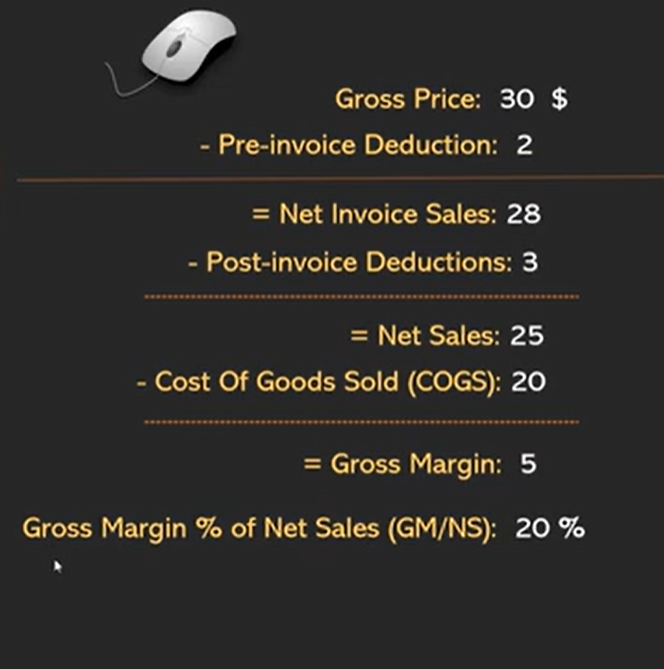 Gross Price: 30 $
- Pre-invoice Deduction: 2
= Net Invoice Sales: 28
- Post-invoice Deductions: 3
= Net Sales: 25
- Cost Of Goods Sold (COGS): 20
= Gross Margin: 5
Gross Margin % of Net Sales (GM/NS): 20 %